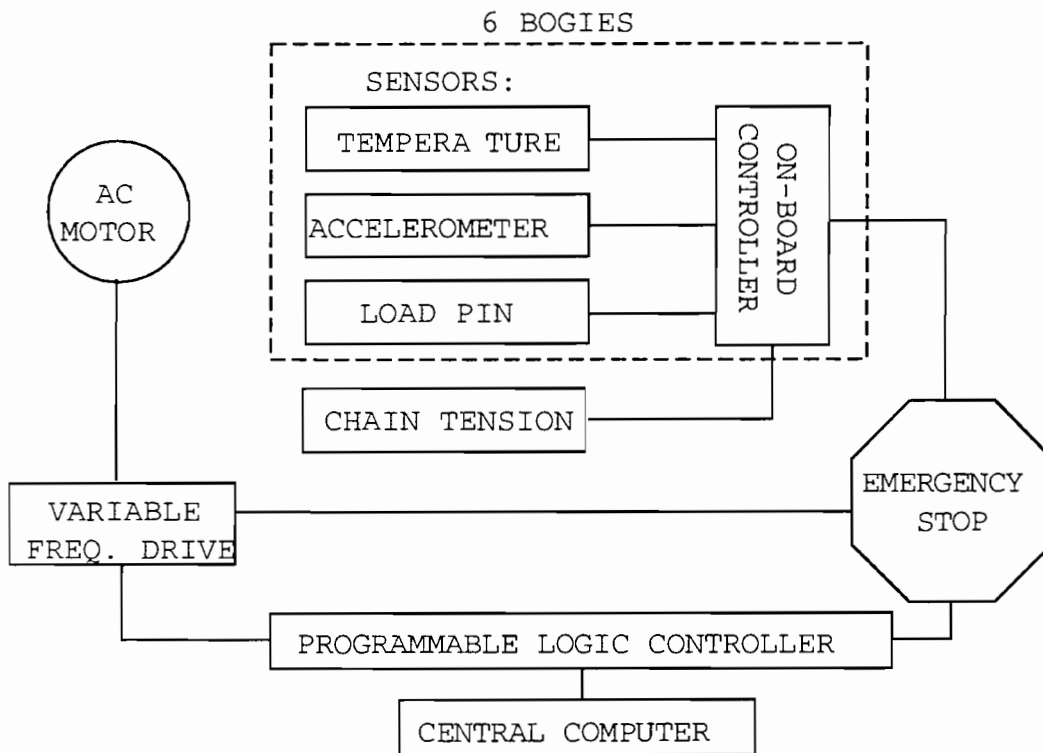 6 BOGIES
SENSORS:
TEMPERA TURE
ACCELEROMETER
LOAD PIN
ON-BOARD
CONTROLLER
CHAIN TENSION
AC
MOTOR
VARIABLE
FREQ. DRIVE
EMERGENCY
STOP
PROGRAMMABLE LOGIC CONTROLLER
CENTRAL COMPUTER